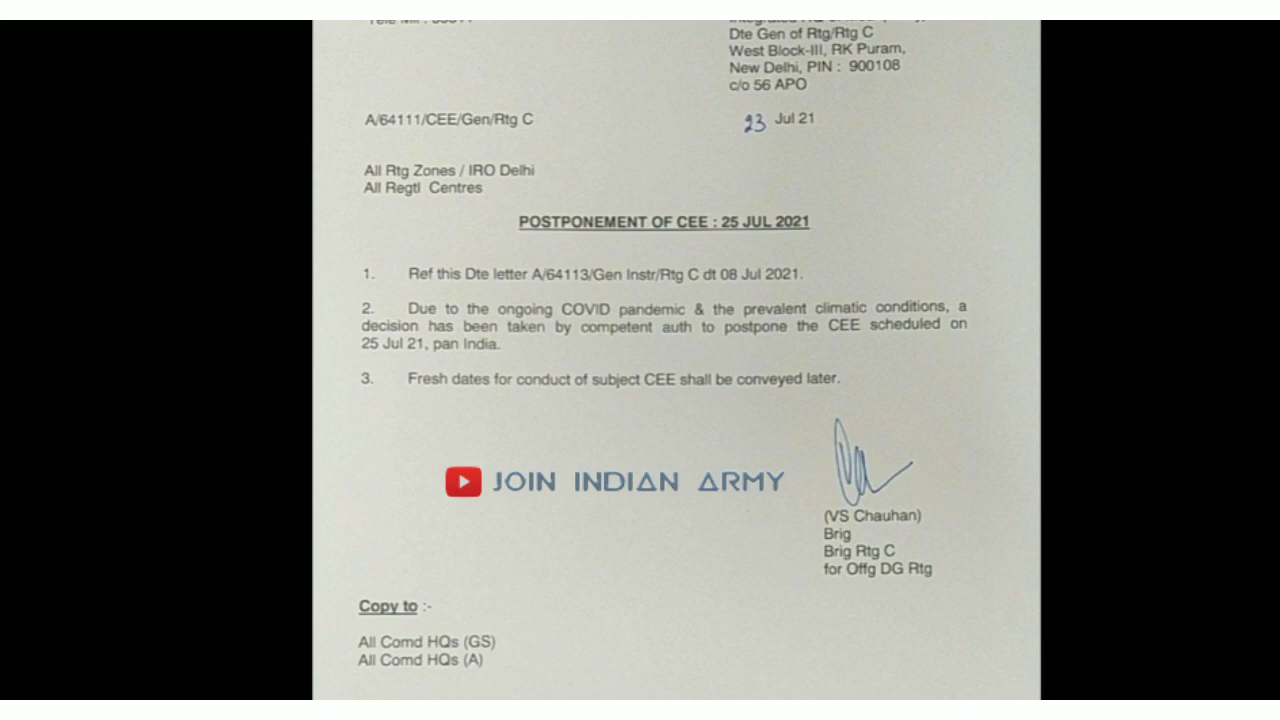 Dte Gen of Rtg/Rtg C
West Block-III, RK Puram,
New Delhi, PIN : 900108
c/o 56 APO
A/64111/CEE/Gen/Rtg C
23 Jul 21
All Rtg Zones / IRO Delhi
All Regtl Centres
POSTPONEMENT OF CEE : 25 JUL 2021
1. Ref this Dte letter A/64113/Gen Instr/Rtg C dt 08 Jul 2021.
2. Due to the ongoing COVID pandemic & the prevalent climatic conditions, a
decision has been taken by competent auth to postpone the CEE scheduled on
25 Jul 21, pan India.
3. Fresh dates for conduct of subject CEE shall be conveyed later.
JOIN INDIAN ARMY
(VS Chauhan)
Brig
Brig Rtg C
for Offg DG Rtg
Copy to :-
All Comd HQs (GS)
All Comd HQs (A)